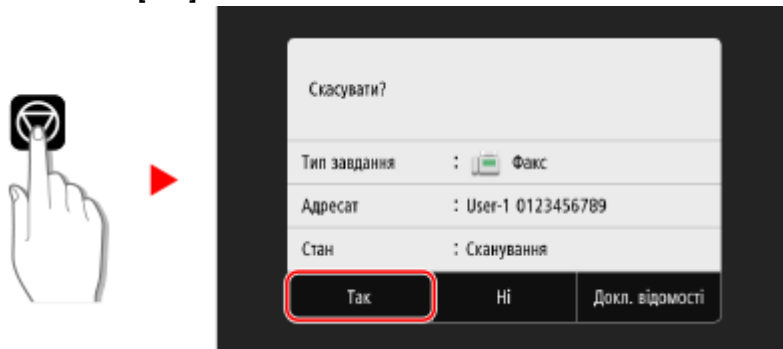 Скасувати?
Тип завдання : Факс
Адресат : User-1 0123456789
Стан : Сканування
Так Ні Докл. відомості